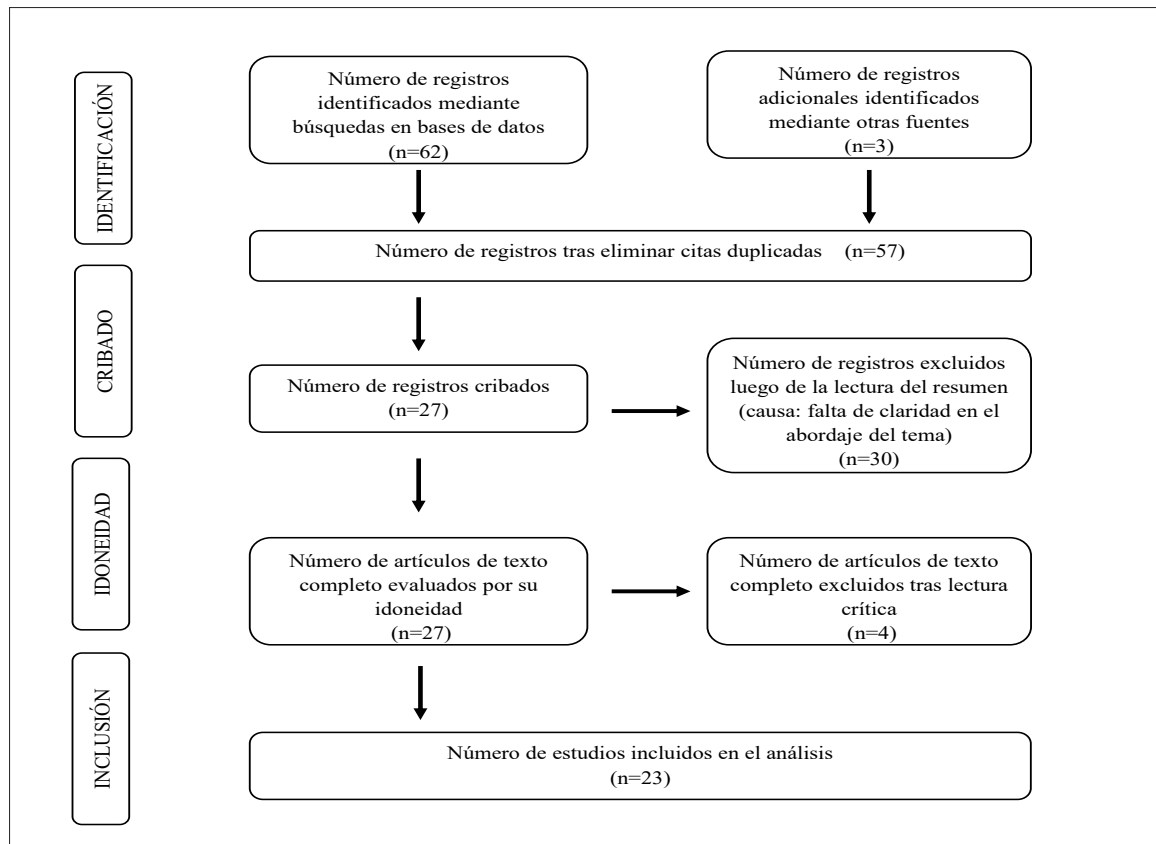 IDENTIFICACIÓN
Número de registros
identificados mediante
búsquedas en bases de datos
(n=62)
Número de registros
adicionales identificados
mediante otras fuentes
(n=3)
Número de registros tras eliminar citas duplicadas (n=57)
CRIBADO
Número de registros cribados
(n=27)
Número de registros excluidos
luego de la lectura del resumen
(causa: falta de claridad en el
abordaje del tema)
(n=30)
IDONEIDAD
Número de artículos de texto
completo evaluados por su
idoneidad
(n=27)
Número de artículos de texto
completo excluidos tras lectura
crítica
(n=4)
INCLUSIÓN
Número de estudios incluidos en el análisis
(n=23)